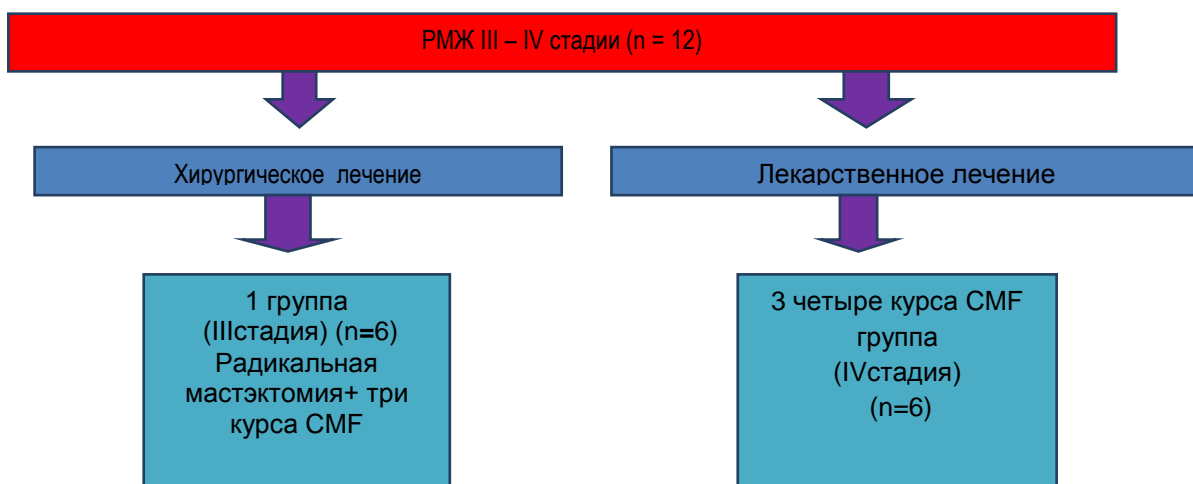 РМЖ III – IV стадии (n = 12)
Хирургическое лечение
Лекарственное лечение
1 группа
(IIIстадия) (n=6)
Радикальная
мастэктомия+ три
курса CMF
3 четыре курса CMF
группа
(IVстадия)
(n=6)